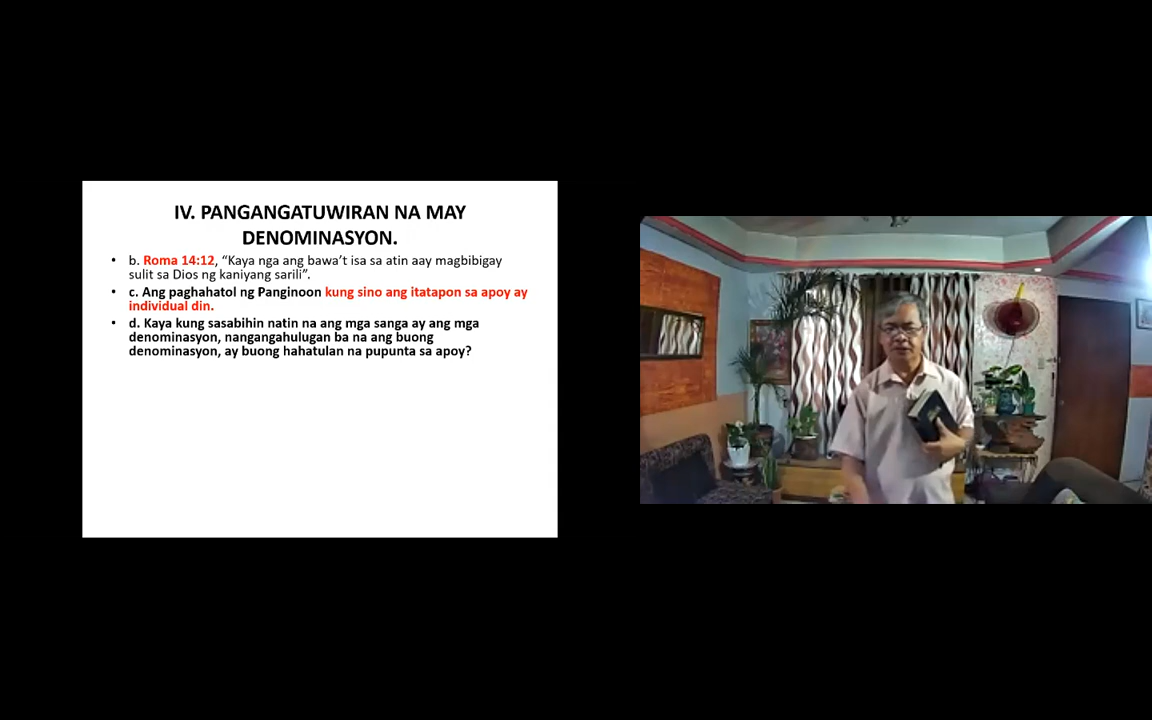 IV. PANGANGATUWIRAN NA MAY
DENOMINASYON.
• b. Roma 14:12, “Kaya nga ang bawa’t isa sa atin aay magbibigay
sulit sa Dios ng kaniyang sarili”.
• c. Ang paghahatol ng Panginoon kung sino ang itatapon sa apoy ay
individual din.
• d. Kaya kung sasabihin natin na ang mga sanga ay ang mga
denominasyon, nangangahulugan ba na ang buong
denominasyon, ay buong hahatulan na pupunta sa apoy?